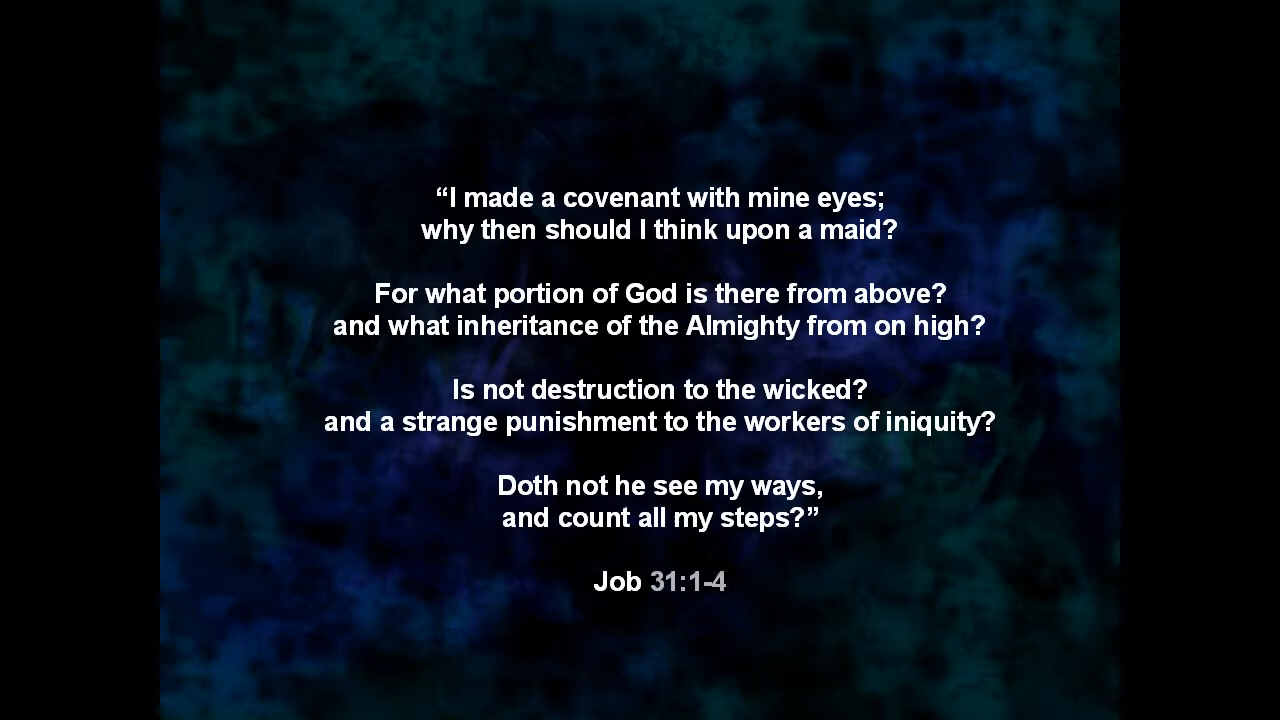 “I made a covenant with mine eyes;
why then should I think upon a maid?
For what portion of God is there from above?
and what inheritance of the Almighty from on high?
Is not destruction to the wicked?
and a strange punishment to the workers of iniquity?
Doth not he see my ways,
and count all my steps?”
Job 31:1-4